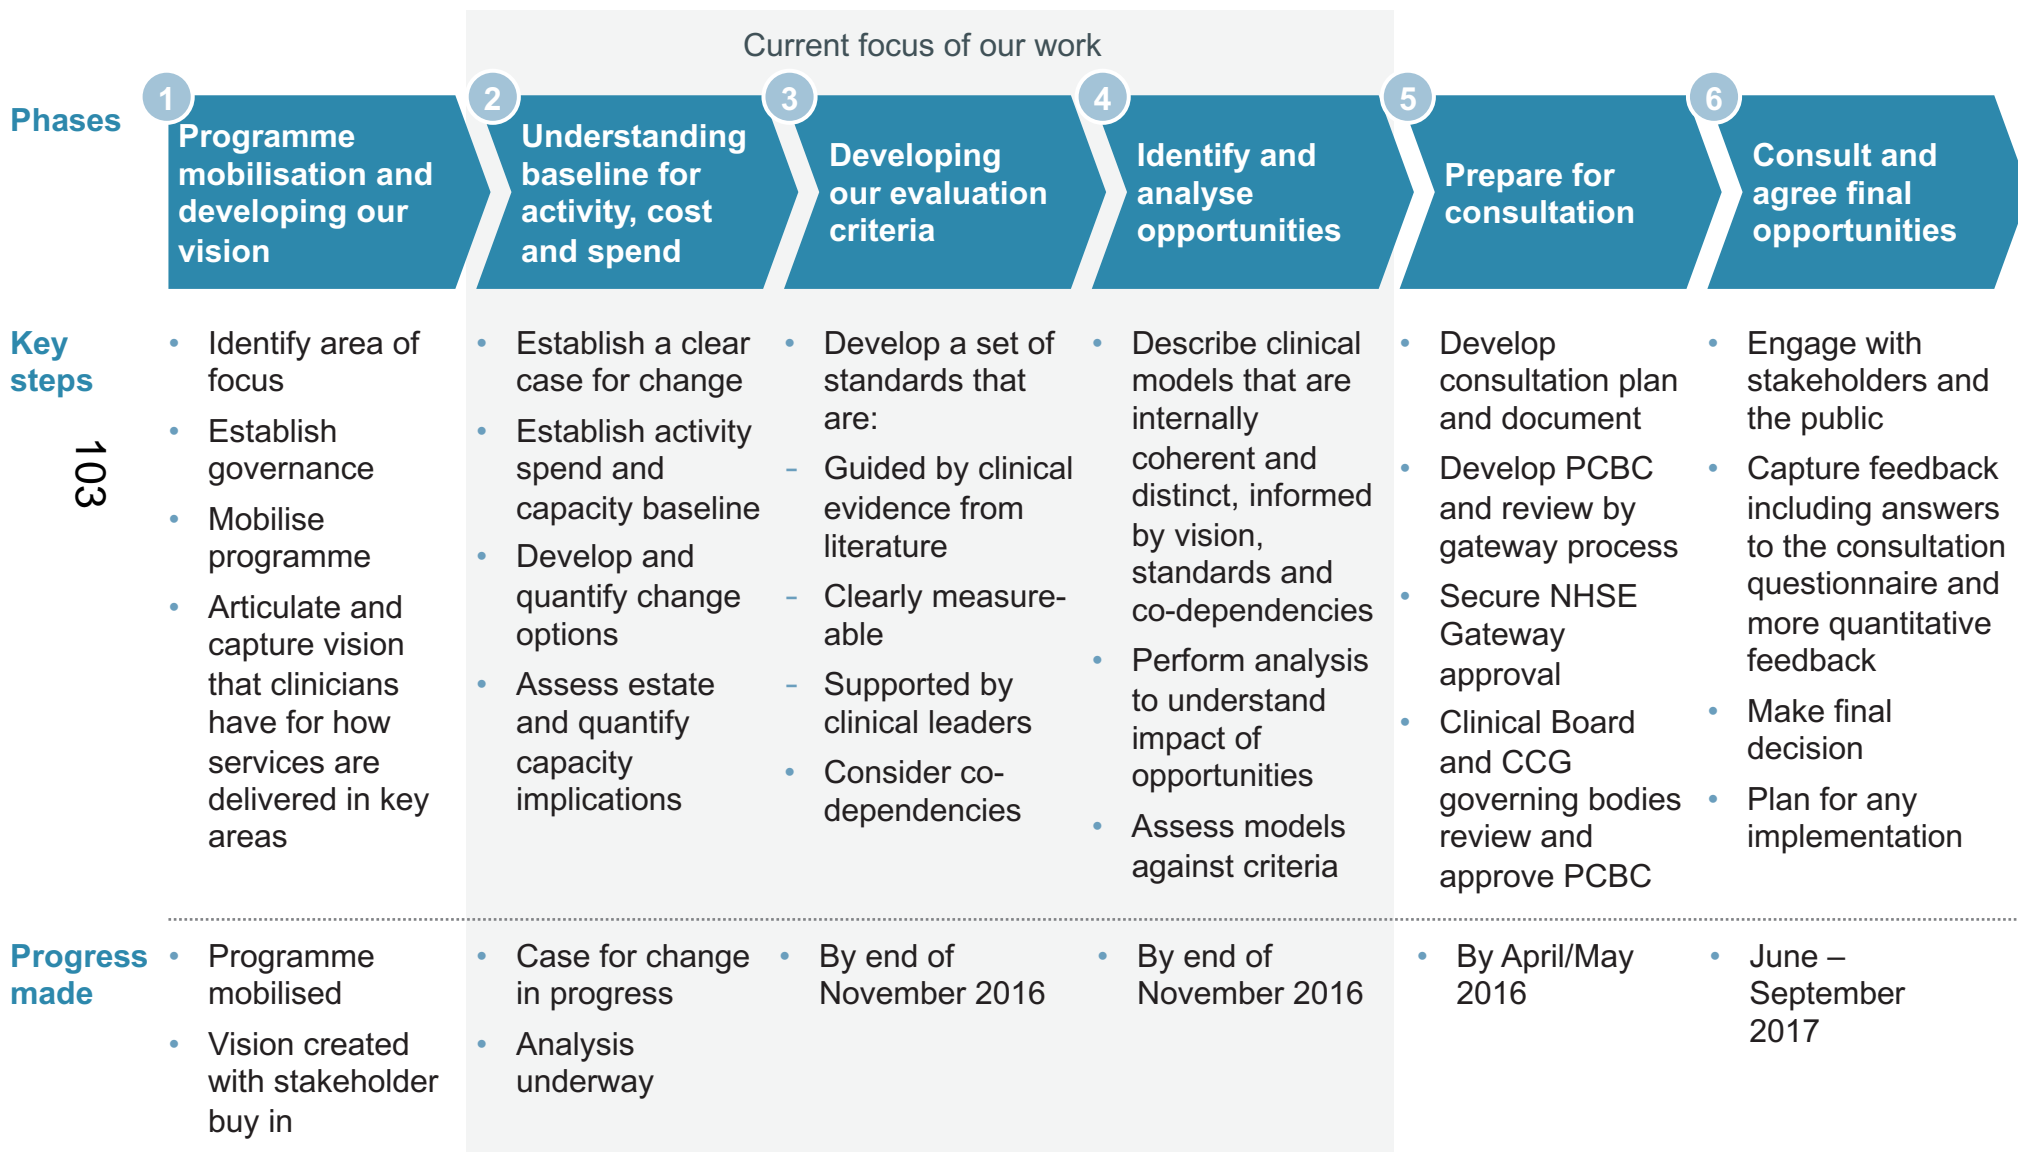 Current focus of our work
Phases
1
Programme
mobilisation and
developing our
vision
2
Understanding
baseline for
activity, cost
and spend
3
Developing
our evaluation
criteria
4
Identify and
analyse
opportunities
5
Prepare for
consultation
6
Consult and
agree final
opportunities
Key
steps
103
• Identify area of
focus
• Establish
governance
• Mobilise
programme
• Articulate and
capture vision
that clinicians
have for how
services are
delivered in key
areas
• Establish a clear
case for change
• Establish activity
spend and
capacity baseline
• Develop and
quantify change
options
• Assess estate
and quantify
capacity
implications
• Develop a set of
standards that
are:
- Guided by clinical
evidence from
literature
- Clearly measure-
able
- Supported by
clinical leaders
• Consider co-
dependencies
• Describe clinical
models that are
internally
coherent and
distinct, informed
by vision,
standards and
co-dependencies
• Perform analysis
to understand
impact of
opportunities
• Assess models
against criteria
• Develop
consultation plan
and document
• Develop PCBC
and review by
gateway process
• Secure NHSE
Gateway
approval
• Clinical Board
and CCG
governing bodies
review and
approve PCBC
• Engage with
stakeholders and
the public
• Capture feedback
including answers
to the consultation
questionnaire and
more quantitative
feedback
• Make final
decision
• Plan for any
implementation
Progress
made
• Programme
mobilised
• Vision created
with stakeholder
buy in
• Case for change
in progress
• Analysis
underway
• By end of
November 2016
• By end of
November 2016
• By April/May
2016
• June –
September
2017